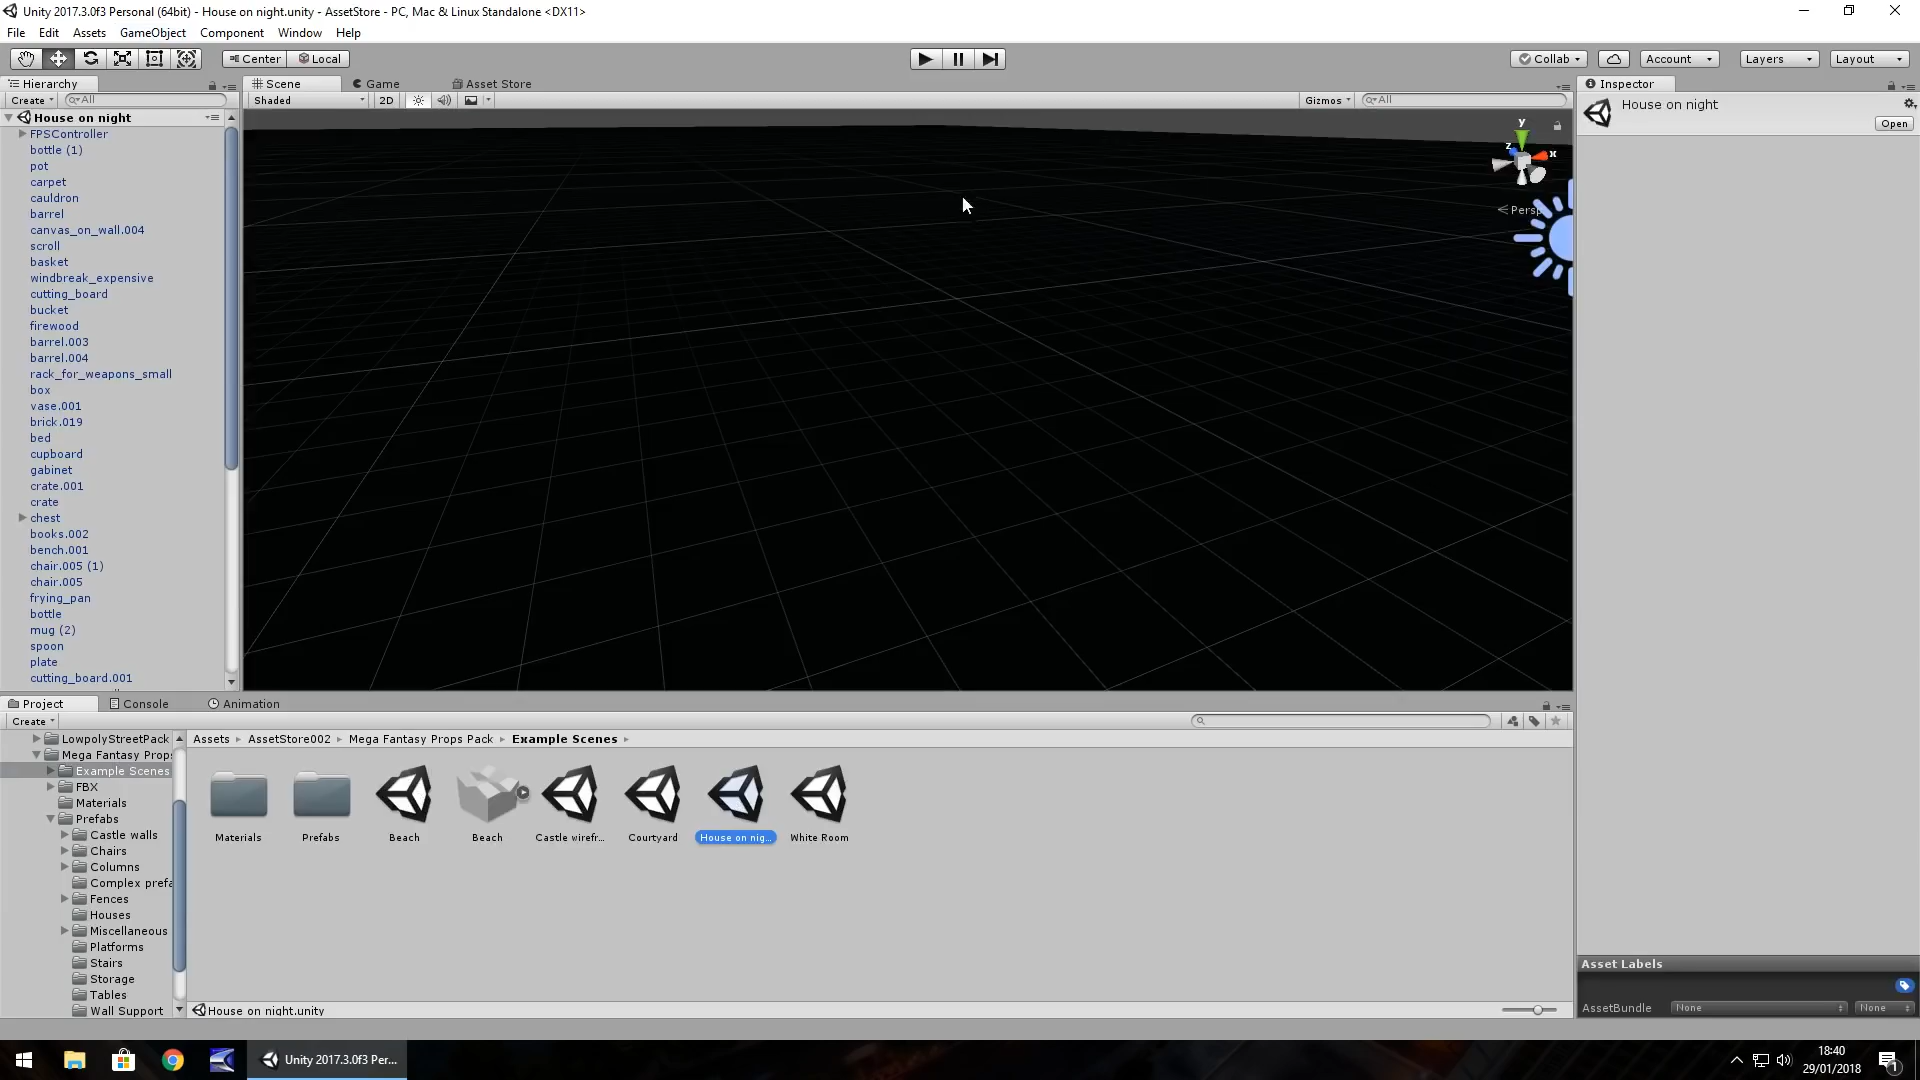 Unity 2017.3.0f3 Personal (64bit) - House on night.unity - AssetStore - PC, Mac & Linux Standalone <DX11>
File Edit Assets GameObject Component Window Help
Center Local Collab Account Layers Layout
Hierarchy Scene Game Asset Store Inspector
Create All Shaded 2D Gizmos All
House on night
Open
House on night
FPSController
bottle (1)
pot
carpet
cauldron
barrel
canvas_on_wall.004
scroll
basket
windbreak_expensive
cutting_board
bucket
firewood
barrel.003
barrel.004
rack_for_weapons_small
box
vase.001
brick.019
bed
cupboard
gabinet
crate.001
crate
chest
books.002
bench.001
chair.005 (1)
chair.005
frying_pan
bottle
mug (2)
spoon
plate
cutting_board.001
y
z
x
Persp
Project Console Animation
Create
Assets AssetStore002 Mega Fantasy Props Pack Example Scenes
LowpolyStreetPack
Mega Fantasy Props
Example Scenes
FBX
Materials
Prefabs
Castle walls
Chairs
Columns
Complex prefa
Fences
Houses
Miscellaneous
Platforms
Stairs
Storage
Tables
Wall Support
Materials Prefabs Beach Beach Castle wirefr... Courtyard House on nig... White Room
House on night.unity
Asset Labels
AssetBundle None None
Unity 2017.3.0f3 Per...
18:40
29/01/2018
1